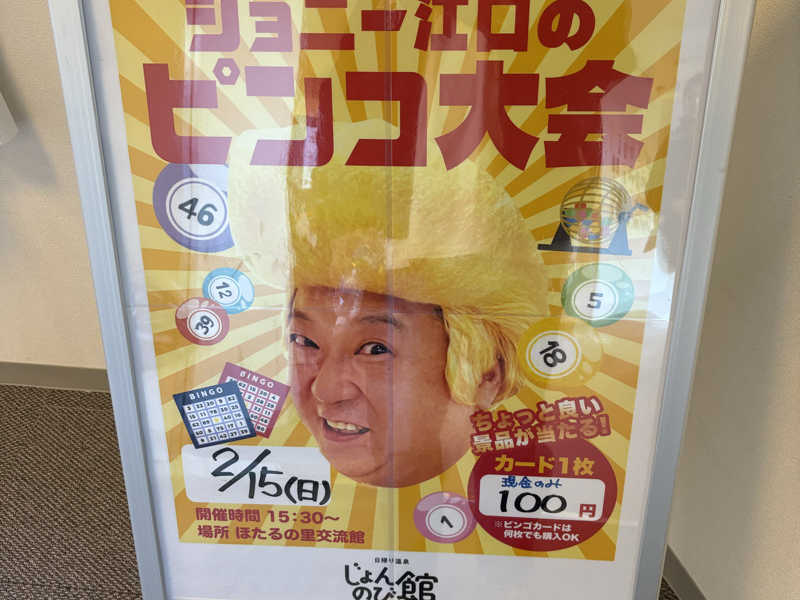 ジョニー江口の
ピンコ大会
46
12
39
5
18
BINGO
BINGO
ちょっと良い
景品が当たる!
カード1枚
現金のみ
100円
※ビンゴカードは
何枚でも購入OK
2/15(日)
開催時間 15:30〜
場所 ほたるの里交流館
1
日帰り温泉
じょん
のび館